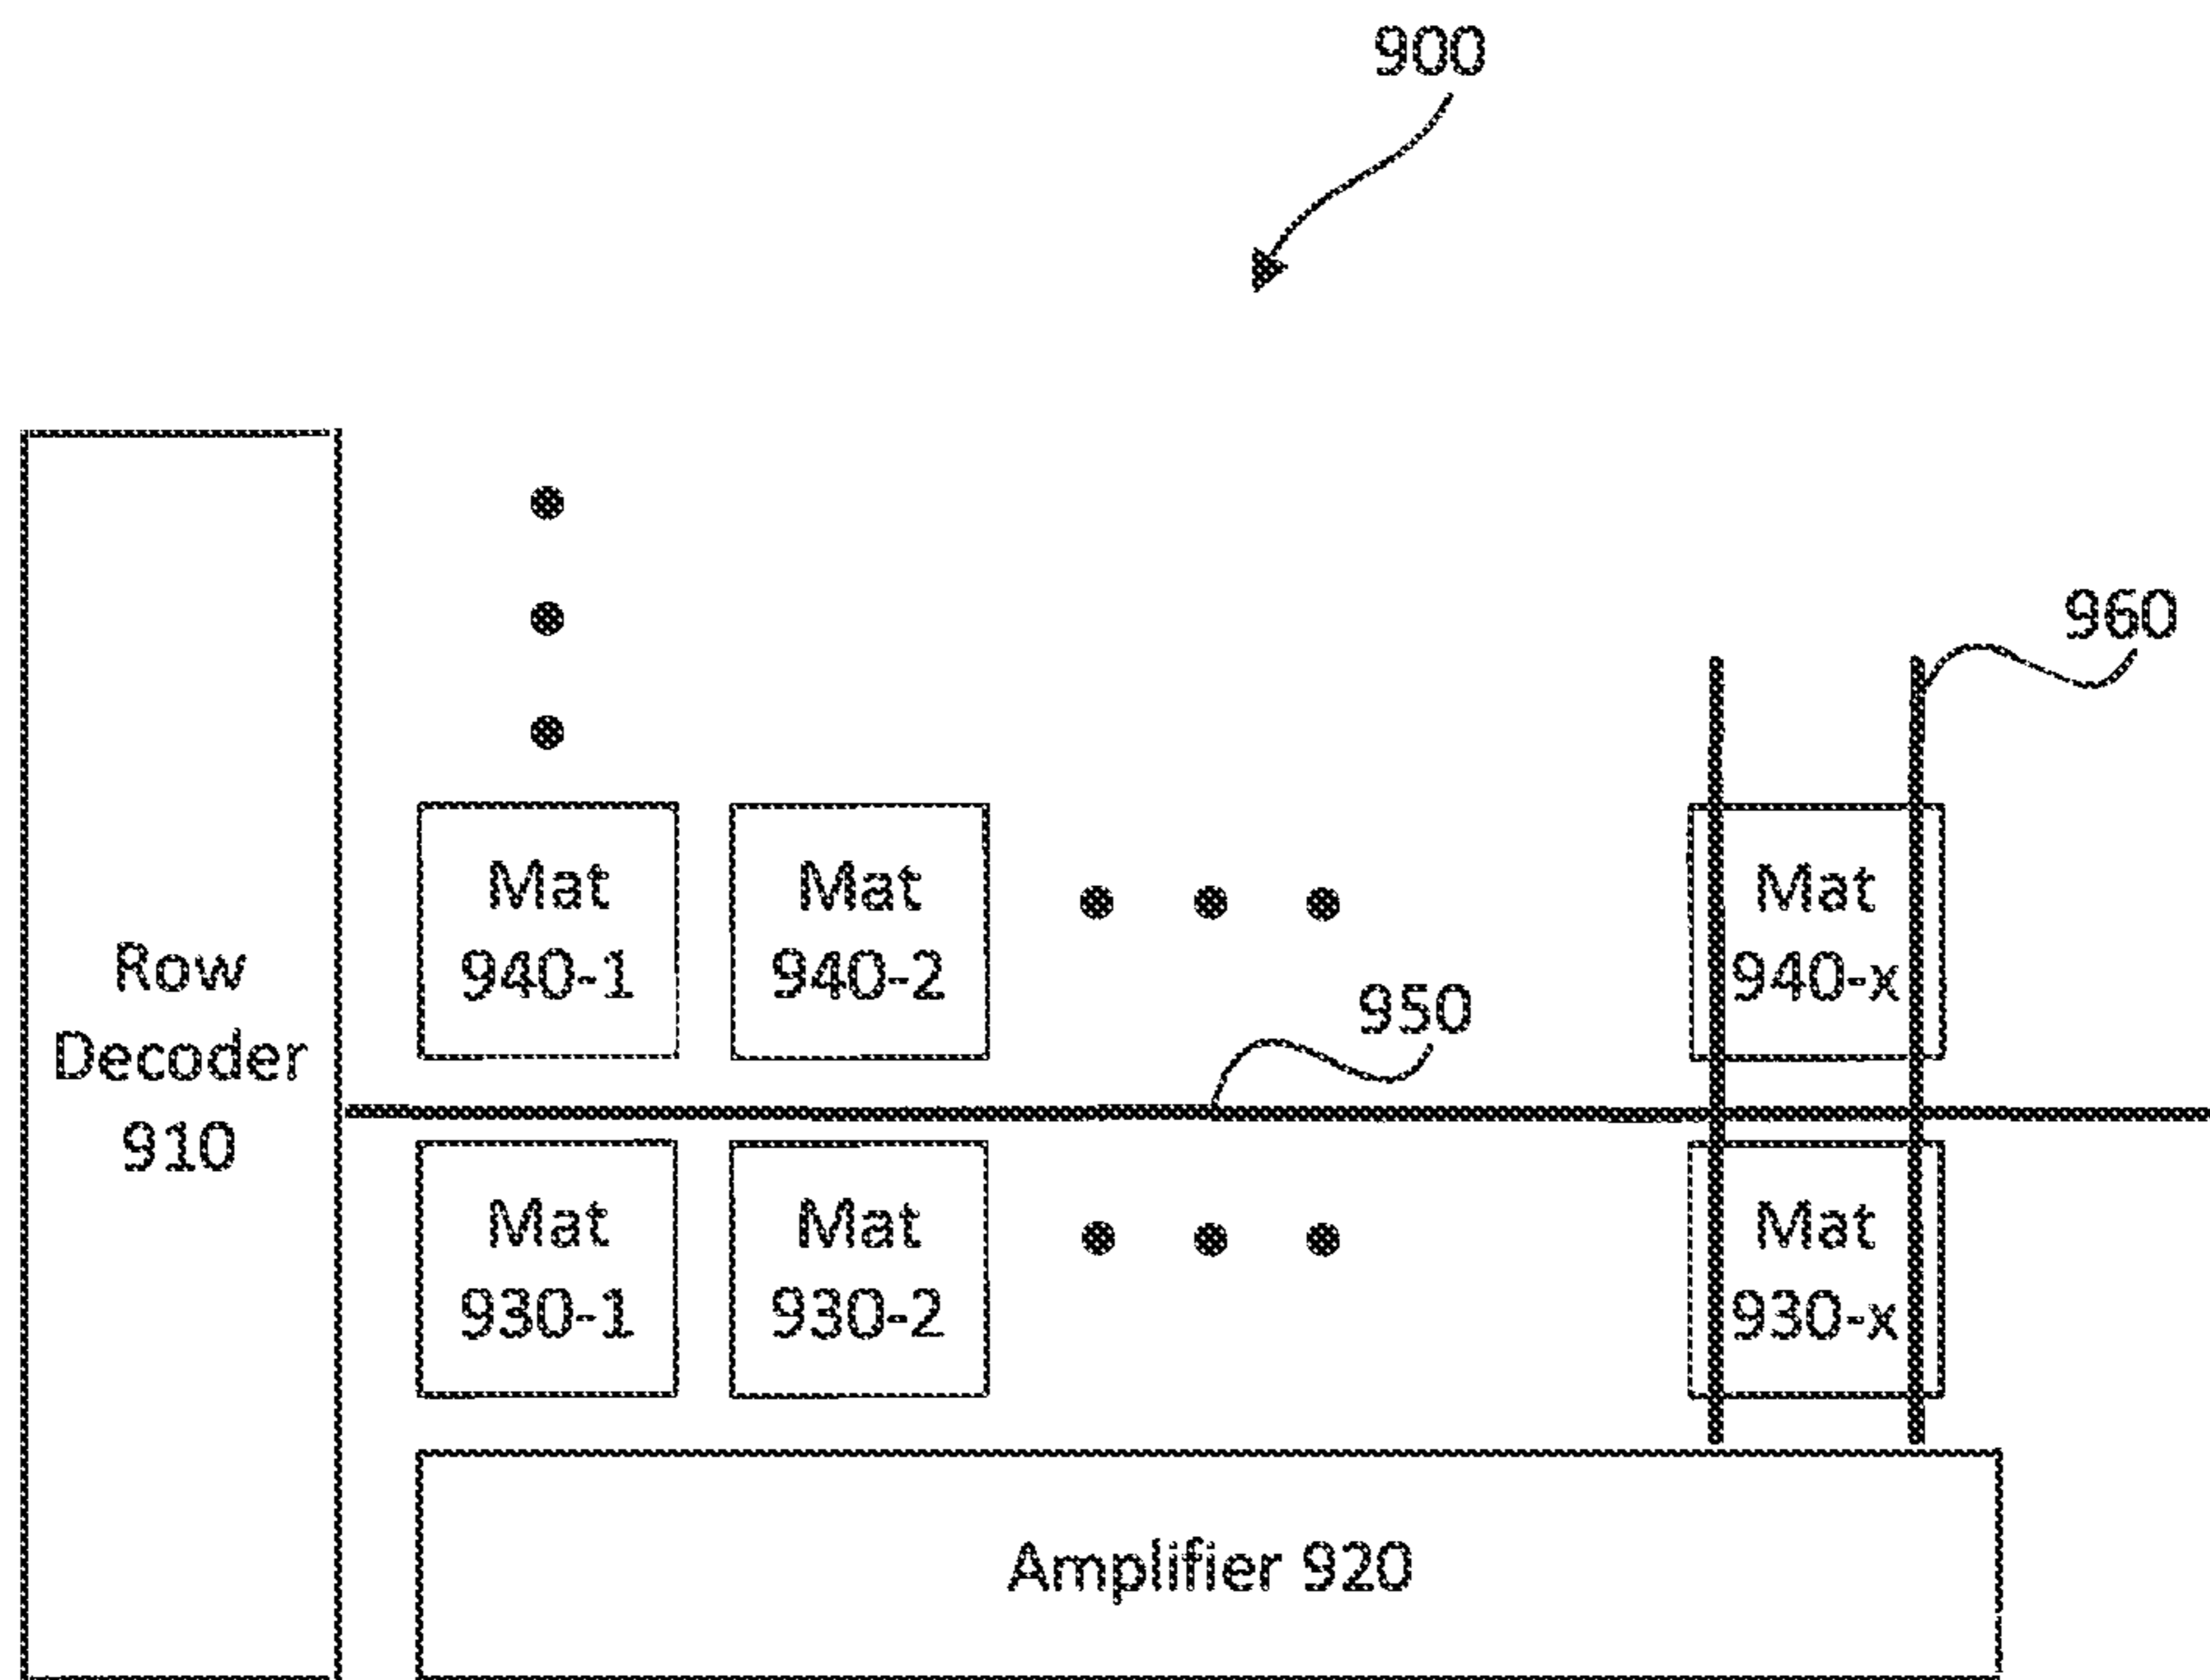 900
960
Mat
940-1
Mat
940-2
Mat
940-x
950
Row
Decoder
910
Mat
930-1
Mat
930-2
Mat
930-x
Amplifier 920